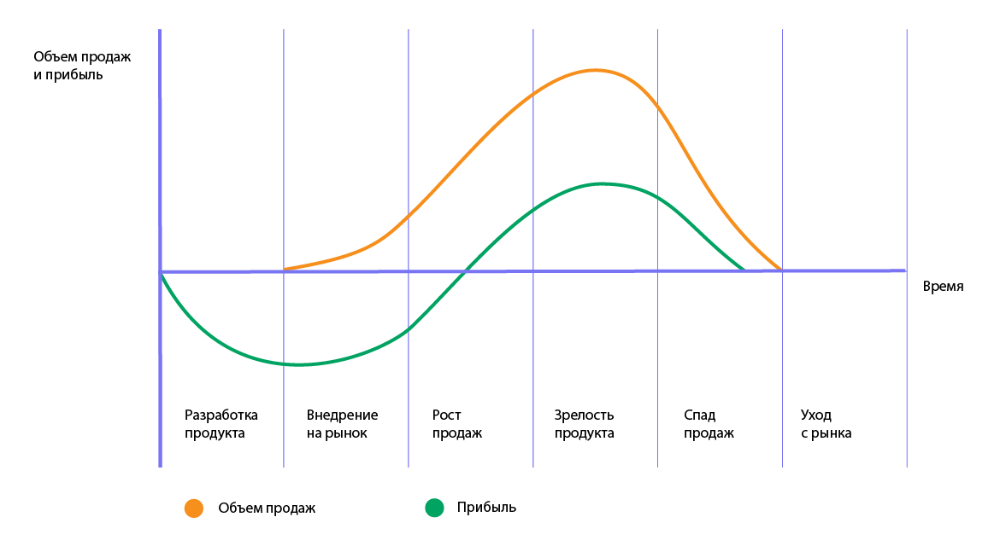 Объем продаж
и прибыль
Время
Разработка
продукта
Внедрение
на рынок
Рост
продаж
Зрелость
продукта
Спад
продаж
Уход
с рынка
Объем продаж
Прибыль